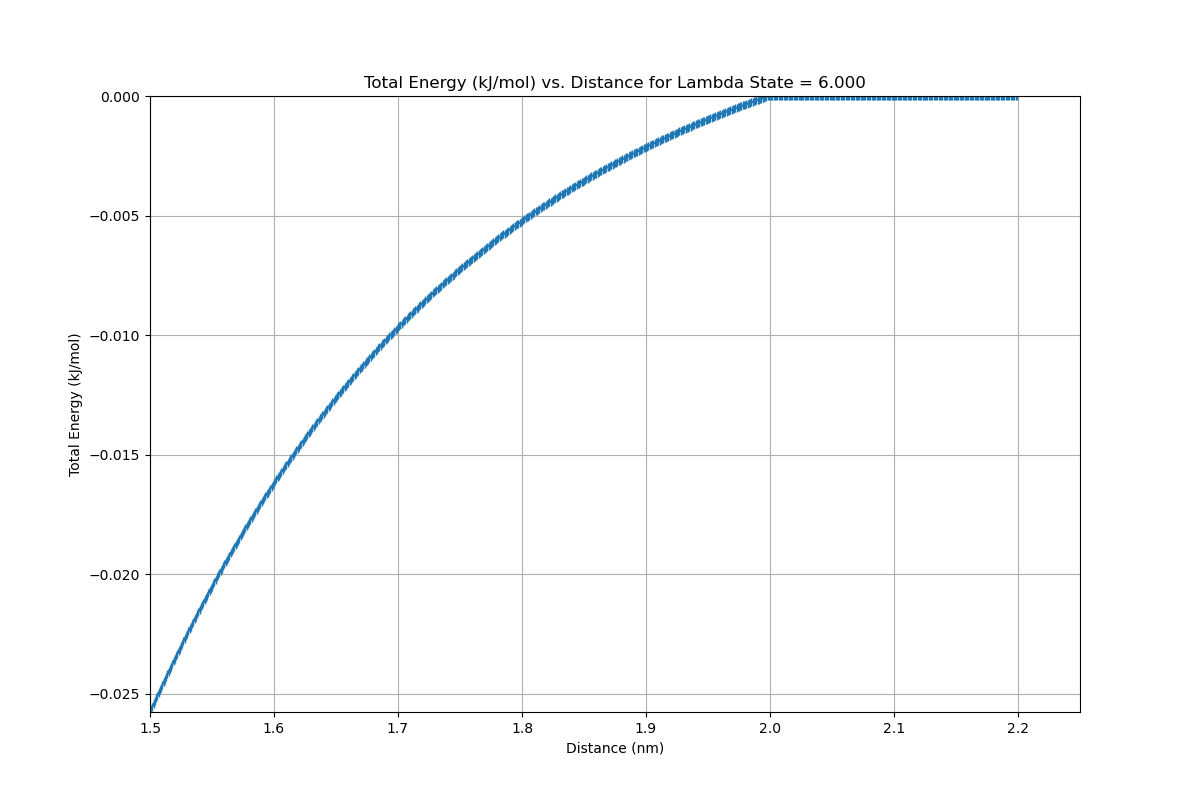 Total Energy (kJ/mol) vs. Distance for Lambda State = 6.000
0.000
−0.005
−0.010
−0.015
−0.020
−0.025
Total Energy (kJ/mol)
1.5 1.6 1.7 1.8 1.9 2.0 2.1 2.2
Distance (nm)